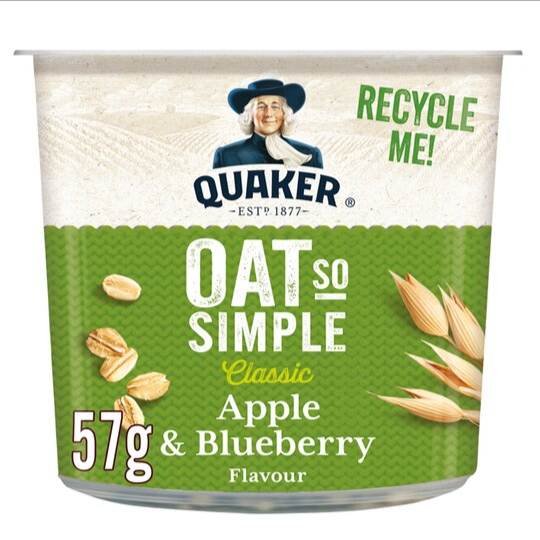 RECYCLE
ME!
QUAKER ®
-ESTD 1877-
OAT SO
SIMPLE
Classic
Apple
& Blueberry
Flavour
57g